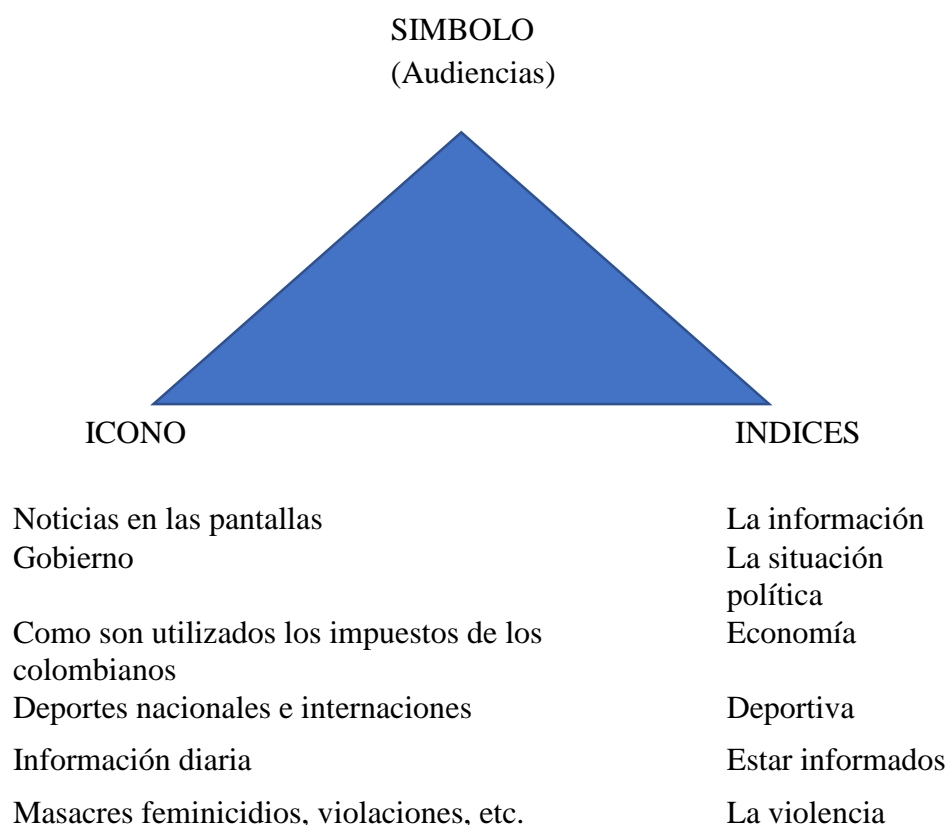 SIMBOLO
(Audiencias)
ICONO
INDICES
Noticias en las pantallas
La información
Gobierno
La situación
política
Como son utilizados los impuestos de los
colombianos
Economía
Deportes nacionales e internaciones
Deportiva
Información diaria
Estar informados
Masacres feminicidios, violaciones, etc.
La violencia